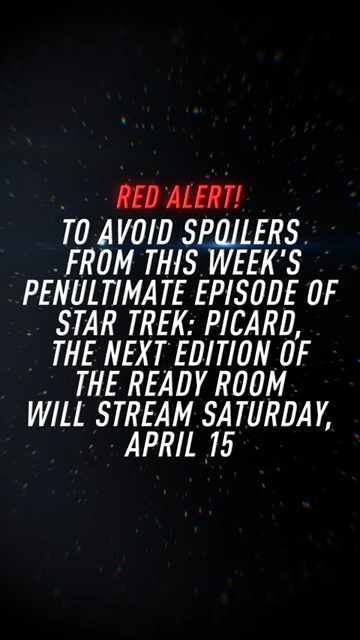 RED ALERT!
TO AVOID SPOILERS
FROM THIS WEEK'S
PENULTIMATE EPISODE OF
STAR TREK: PICARD,
THE NEXT EDITION OF
THE READY ROOM
WILL STREAM SATURDAY,
APRIL 15